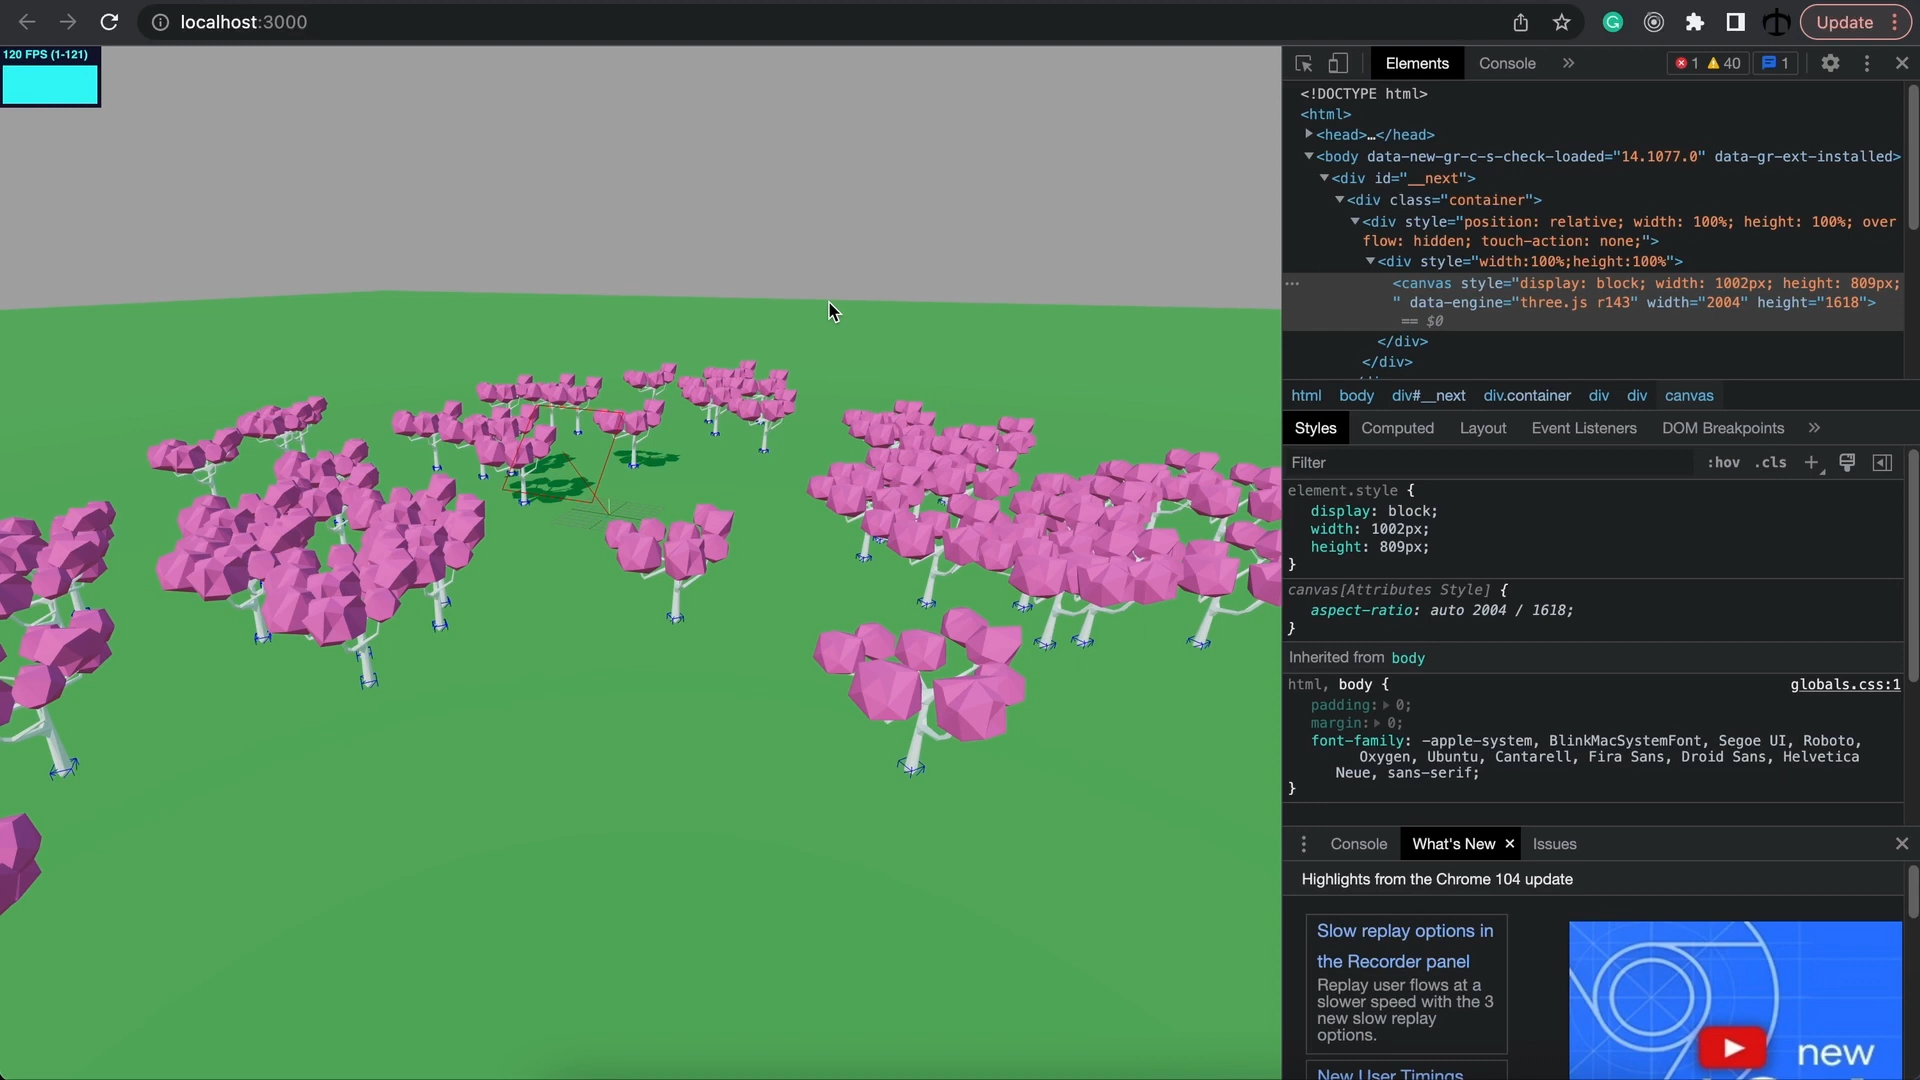 localhost:3000
Update
120 FPS (1-121)
Elements
Console
1
40
1
<!DOCTYPE html>
<html>
<head>…</head>
<body data-new-gr-c-s-check-loaded="14.1077.0" data-gr-ext-installed>
<div id="__next">
<div class="container">
<div style="position: relative; width: 100%; height: 100%; over
flow: hidden; touch-action: none;">
<div style="width:100%;height:100%">
<canvas style="display: block; width: 1002px; height: 809px;
" data-engine="three.js r143" width="2004" height="1618">
== $0
</div>
</div>
html body div#__next div.container div div canvas
Styles Computed Layout Event Listeners DOM Breakpoints
Filter
:hov .cls
element.style {
display: block;
width: 1002px;
height: 809px;
}
canvas[Attributes Style] {
aspect-ratio: auto 2004 / 1618;
}
Inherited from body
html, body {
globals.css:1
padding: 0;
margin: 0;
font-family: -apple-system, BlinkMacSystemFont, Segoe UI, Roboto,
Oxygen, Ubuntu, Cantarell, Fira Sans, Droid Sans, Helvetica
Neue, sans-serif;
}
Console What's New Issues
Highlights from the Chrome 104 update
Slow replay options in
the Recorder panel
Replay user flows at a
slower speed with the 3
new slow replay
options.
New User Timings
new